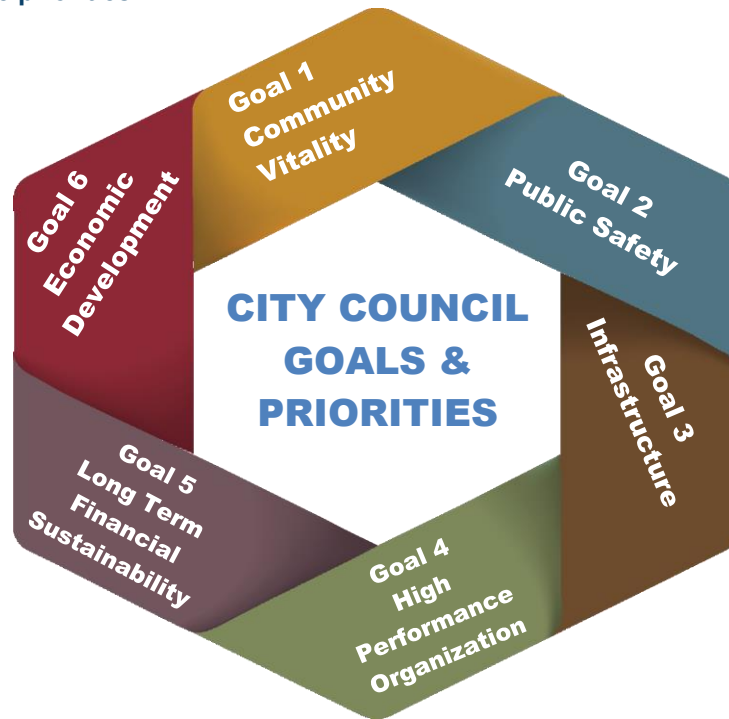 Goal 1
Community
Vitality
Goal 2
Public Safety
Goal 3
Infrastructure
Goal 4
High
Performance
Organization
Goal 5
Long Term
Financial
Sustainability
Goal 6
Economic
Development
CITY COUNCIL
GOALS &
PRIORITIES